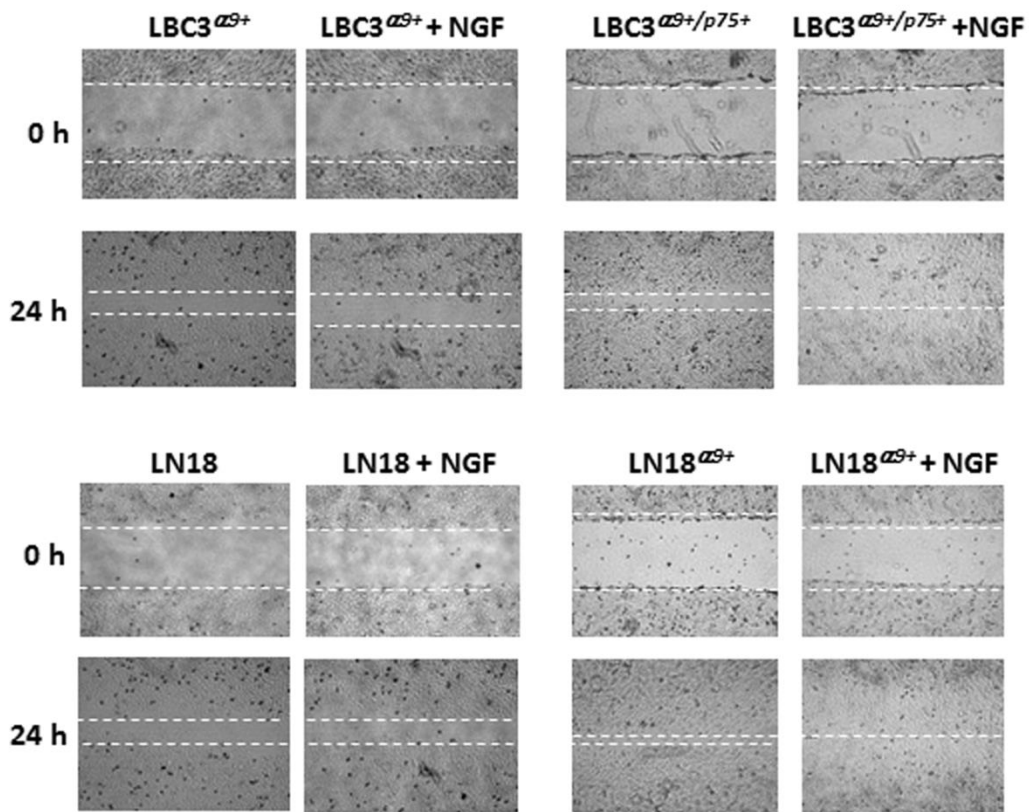 LBC3α9+ LBC3α9+ + NGF LBC3α9+/p75+ LBC3α9+/p75+ +NGF
0 h
24 h
LN18 LN18 + NGF LN18α9+ LN18α9+ + NGF
0 h
24 h